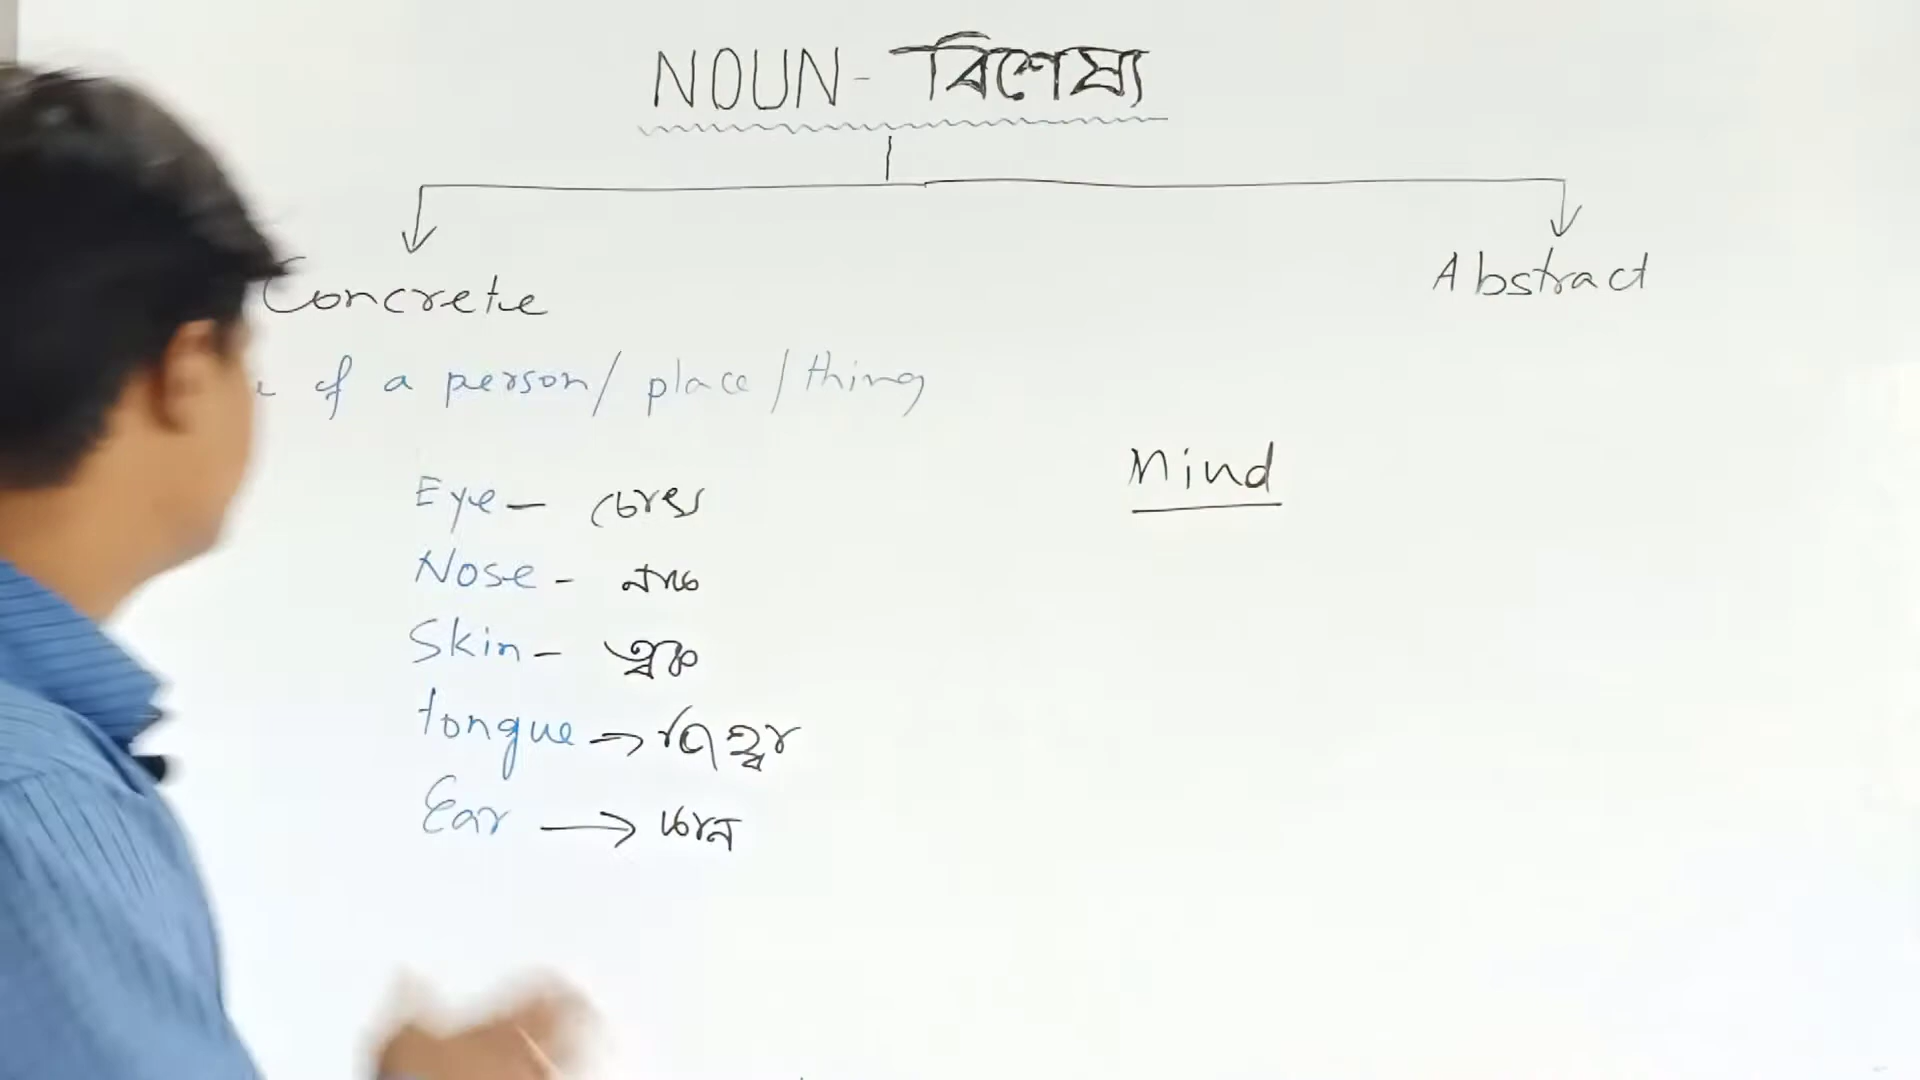 NOUN - বিশেষ্য
Concrete
Abstract
of a person/ place/thing
Mind
Eye - চোখ
Nose - নাক
Skin - ত্বক
tongue → জিহ্বা
Ear → কান